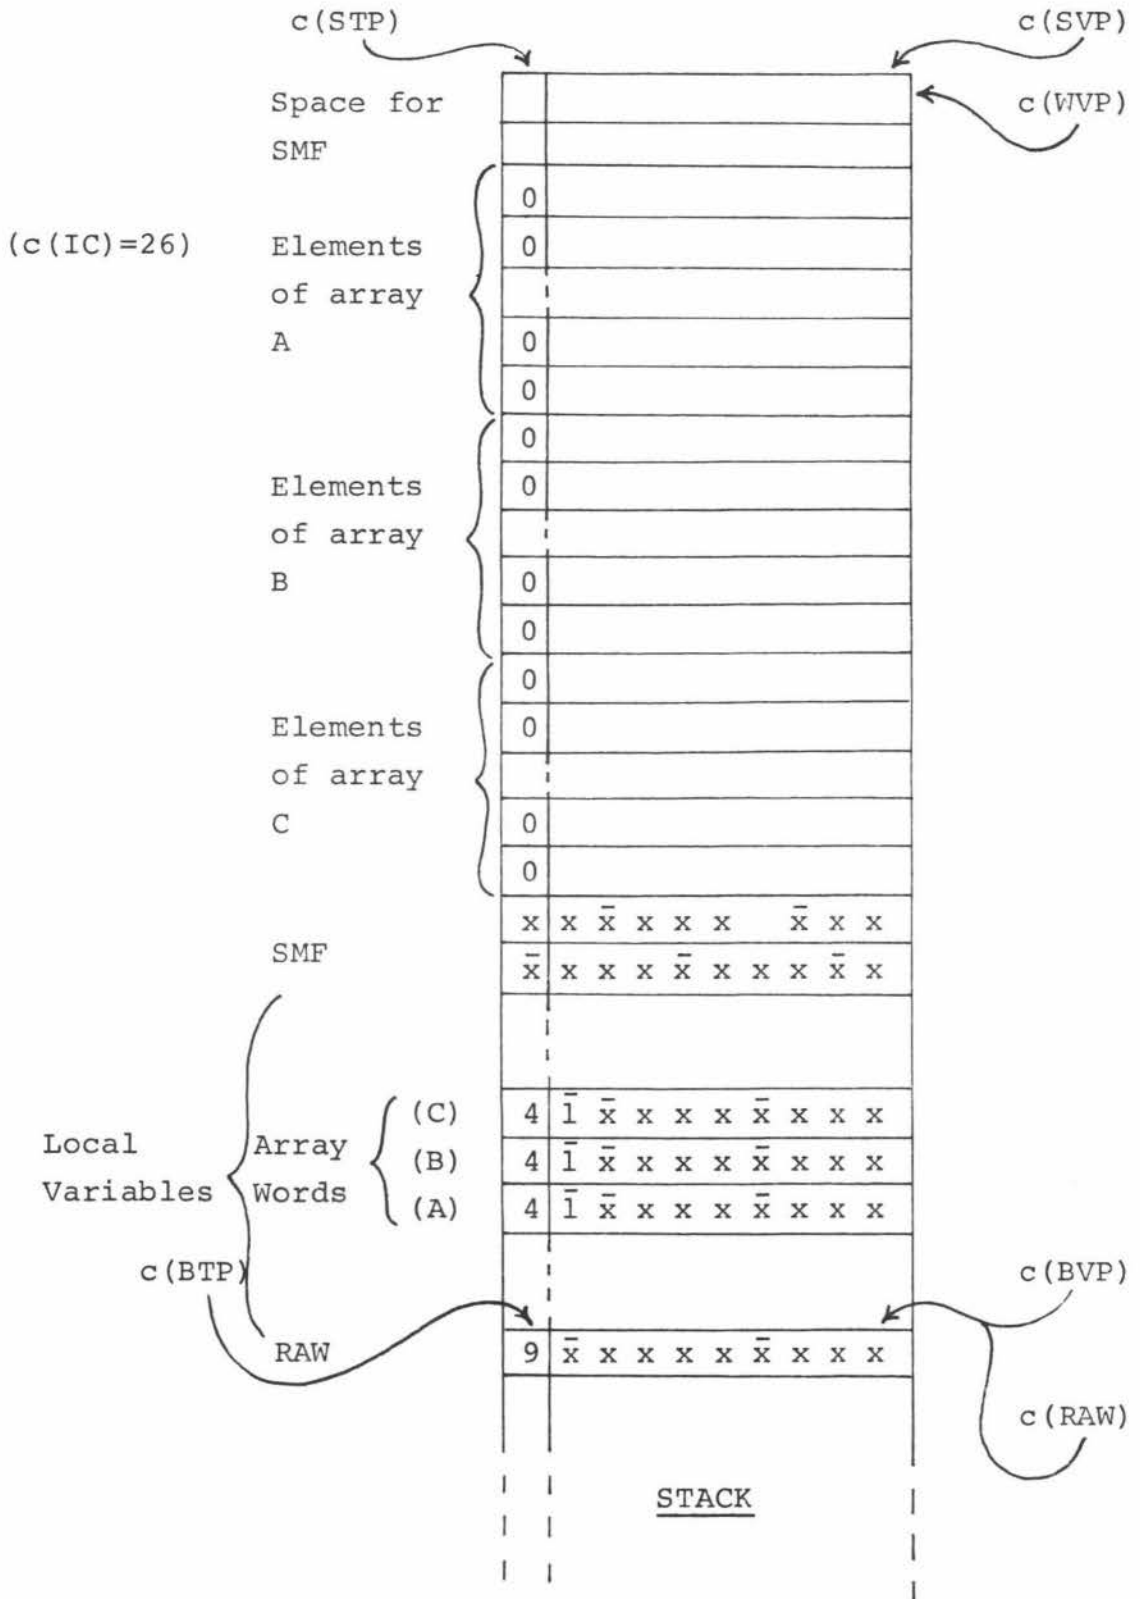 c(STP) c(SVP)
Space for c(WVP)
SMF
0
(c(IC)=26) Elements 0
of array
A 0
0
0
Elements 0
of array
B 0
0
0
Elements 0
of array
C 0
0
x x x̄ x x x x̄ x x
SMF x̄ x x x x̄ x x x x̄ x
(C) 4 1̄ x̄ x x x x̄ x x x
Local Array (B) 4 1̄ x̄ x x x x̄ x x x
Variables Words (A) 4 1̄ x̄ x x x x̄ x x x
c(BTP) c(BVP)
RAW 9 x̄ x x x x x̄ x x x
c(RAW)
STACK